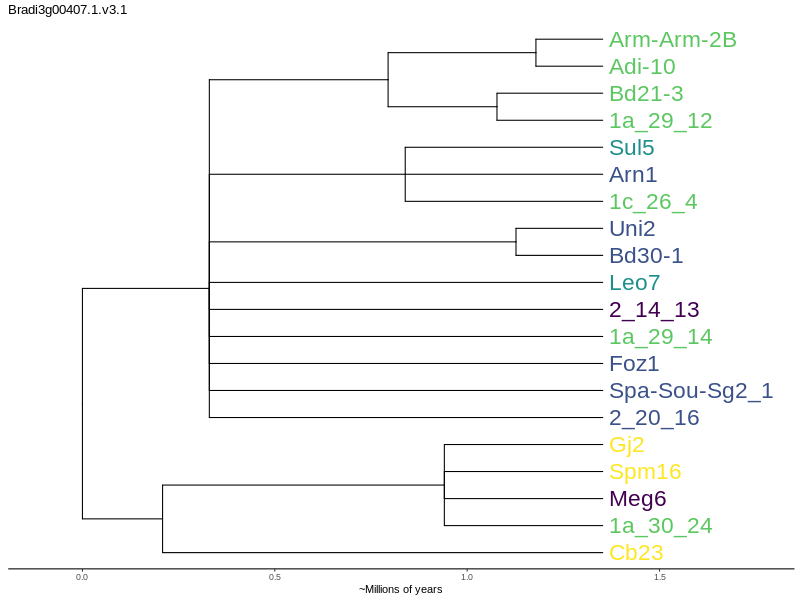 Bradi3g00407.1.v3.1
Arm-Arm-2B
Adi-10
Bd21-3
1a_29_12
Sul5
Arn1
1c_26_4
Uni2
Bd30-1
Leo7
2_14_13
1a_29_14
Foz1
Spa-Sou-Sg2_1
2_20_16
Gj2
Spm16
Meg6
1a_30_24
Cb23
0.0 0.5 1.0 1.5
~Millions of years